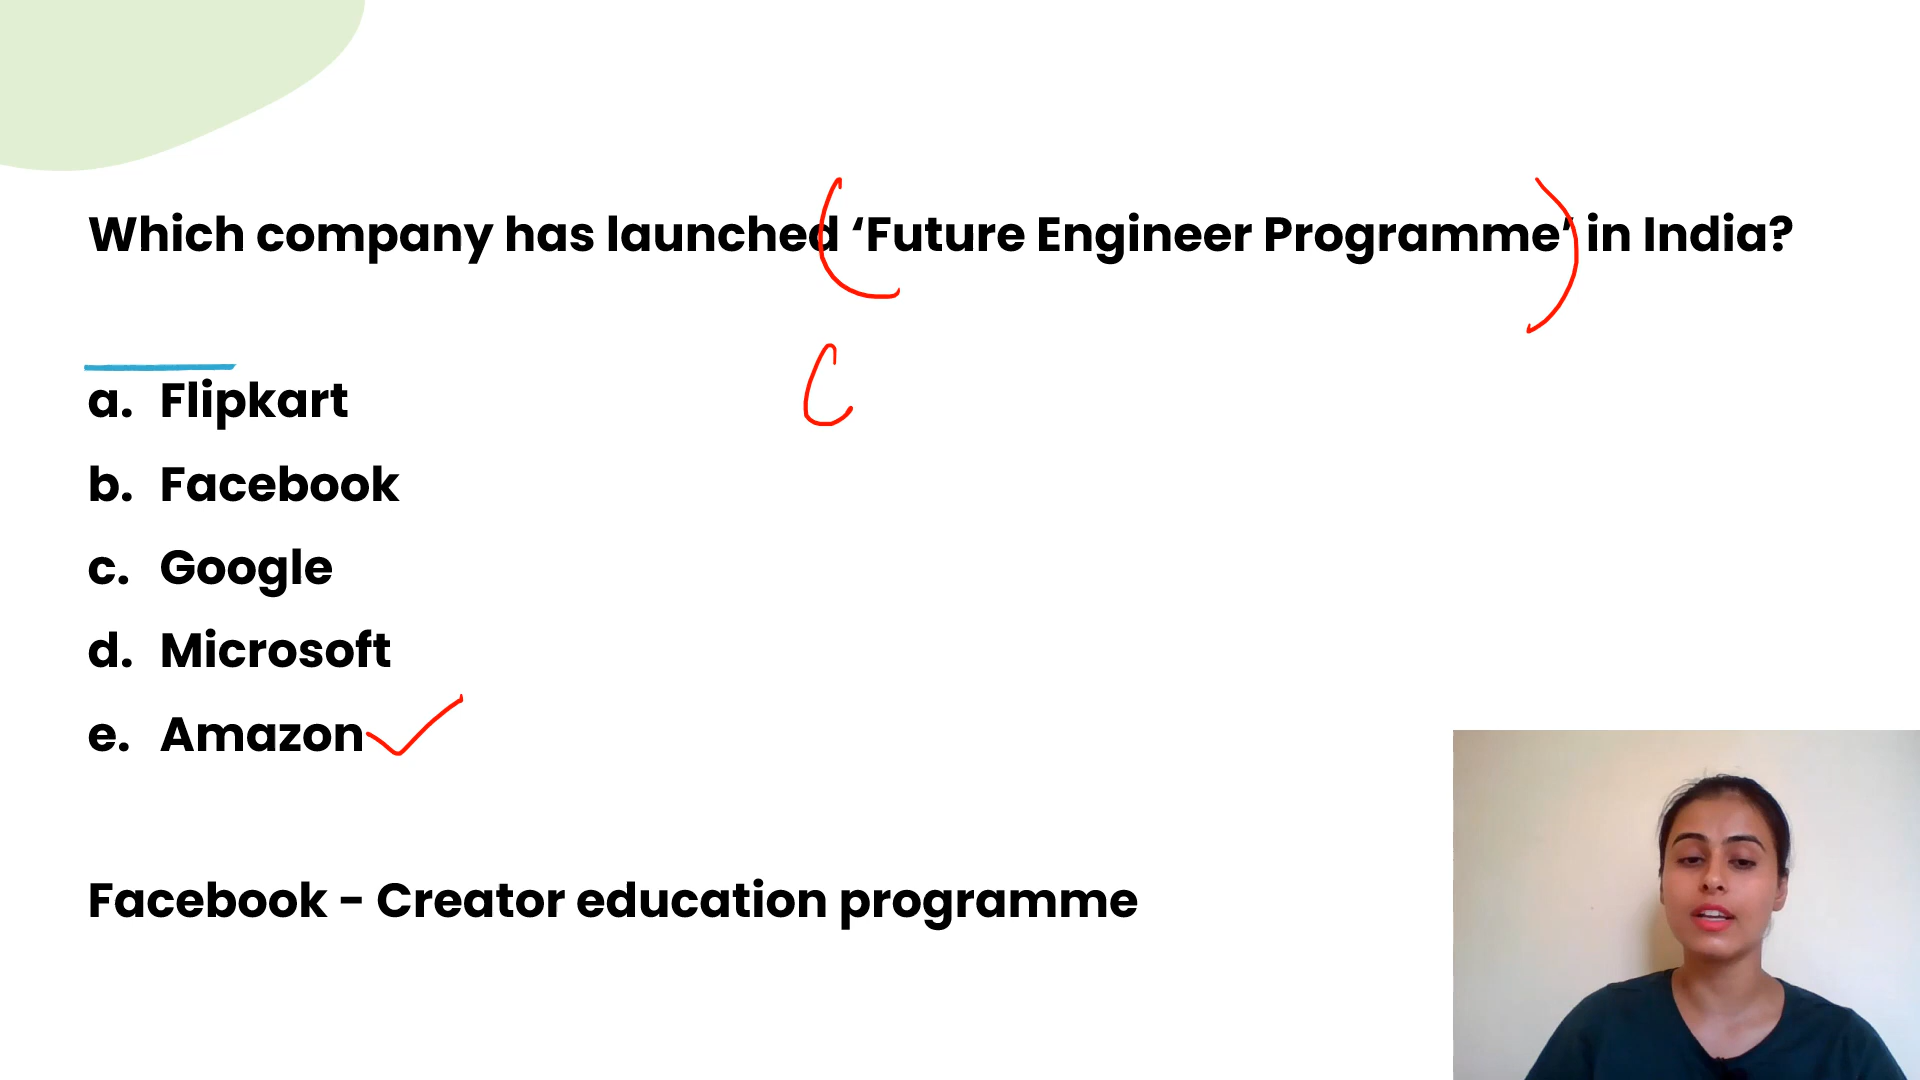 Which company has launched ‘Future Engineer Programme‘ in India?
a. Flipkart
b. Facebook
c. Google
d. Microsoft
e. Amazon
Facebook - Creator education programme